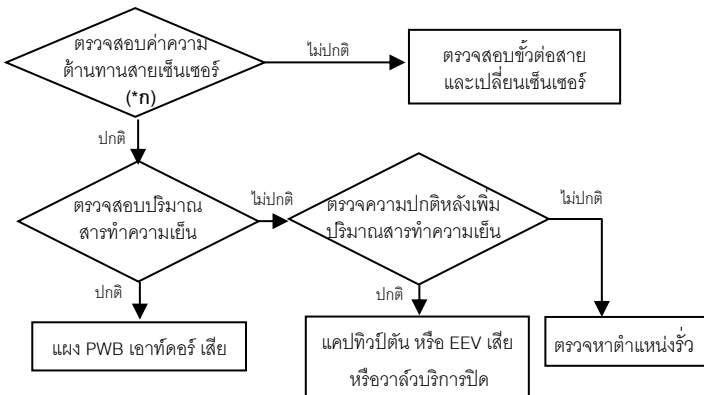 ตรวจสอบค่าความ
ต้านทานสายเซ็นเซอร์
(*ก)
ไม่ปกติ
ตรวจสอบขั้วต่อสาย
และเปลี่ยนเซ็นเซอร์
ปกติ
ตรวจสอบปริมาณ
สารทำความเย็น
ไม่ปกติ
ตรวจความปกติหลังเพิ่ม
ปริมาณสารทำความเย็น
ไม่ปกติ
ปกติ
ปกติ
แผง PWB เอาท์ดอร์ เสีย
แคปทิวป์ตัน หรือ EEV เสีย
หรือวาล์วบริการปิด
ตรวจหาตำแหน่งรั่ว